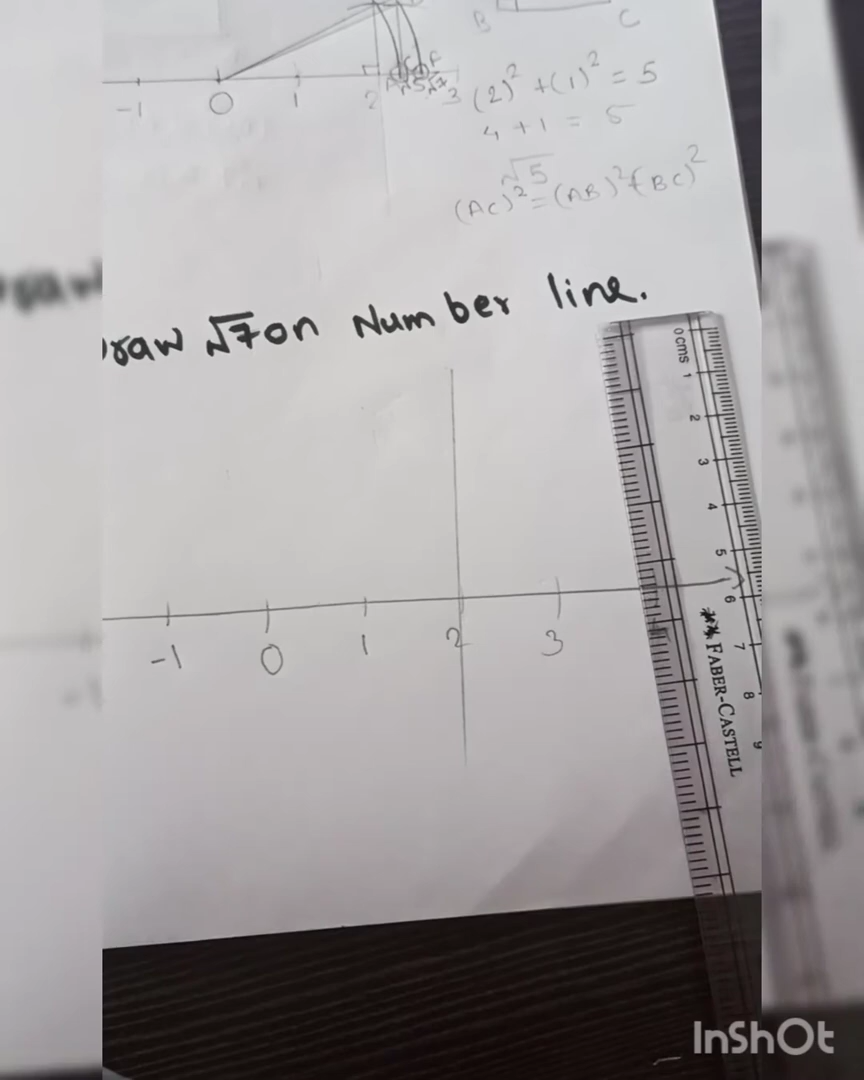 B C
-1 0 1 2 3
(2)² + (1)² = 5
4 + 1 = 5
√5
(AC)² = (AB)² + (BC)²
raw √7 on Number line.
0 cms 1 2 3 4 5 6 7 8 9
FABER-CASTELL
-1 0 1 2 3
InShOt